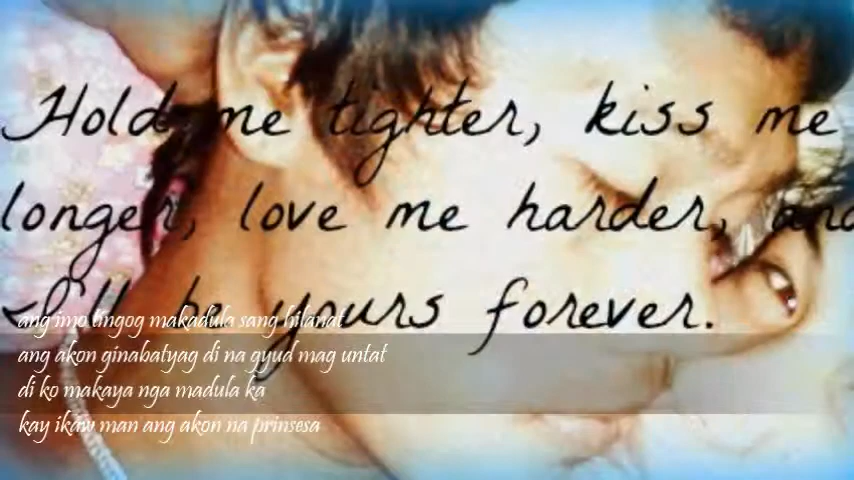 Hold me tighter, kiss me
longer, love me harder, and
I'll be yours forever.
ang imo tingog makadula sang hilanat
ang akon ginabatyag di na gyud mag untat
di ko makaya nga madula ka
kay ikaw man ang akon na prinsesa